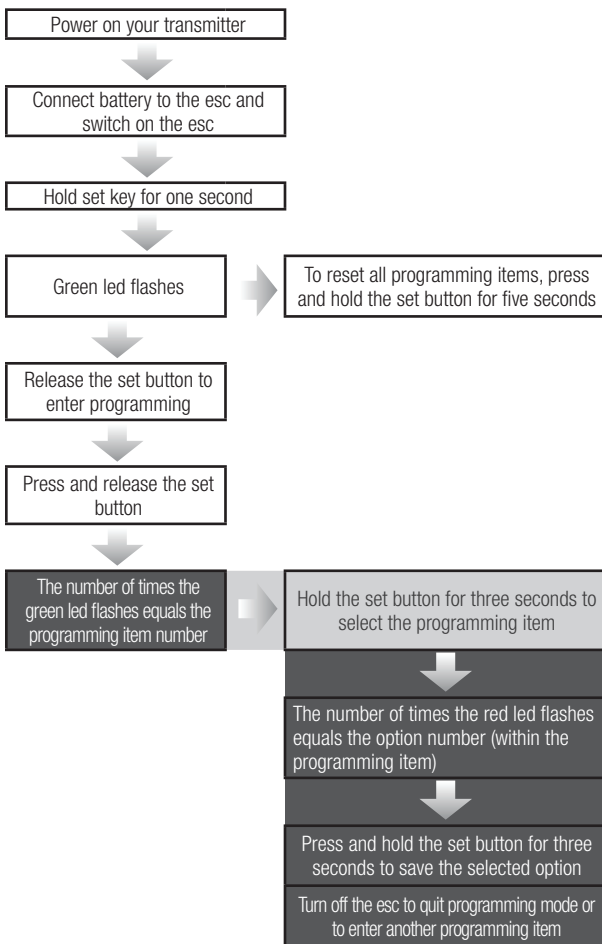 Power on your transmitter
Connect battery to the esc and
switch on the esc
Hold set key for one second
Green led flashes
To reset all programming items, press
and hold the set button for five seconds
Release the set button to
enter programming
Press and release the set
button
The number of times the
green led flashes equals the
programming item number
Hold the set button for three seconds to
select the programming item
The number of times the red led flashes
equals the option number (within the
programming item)
Press and hold the set button for three
seconds to save the selected option
Turn off the esc to quit programming mode or
to enter another programming item